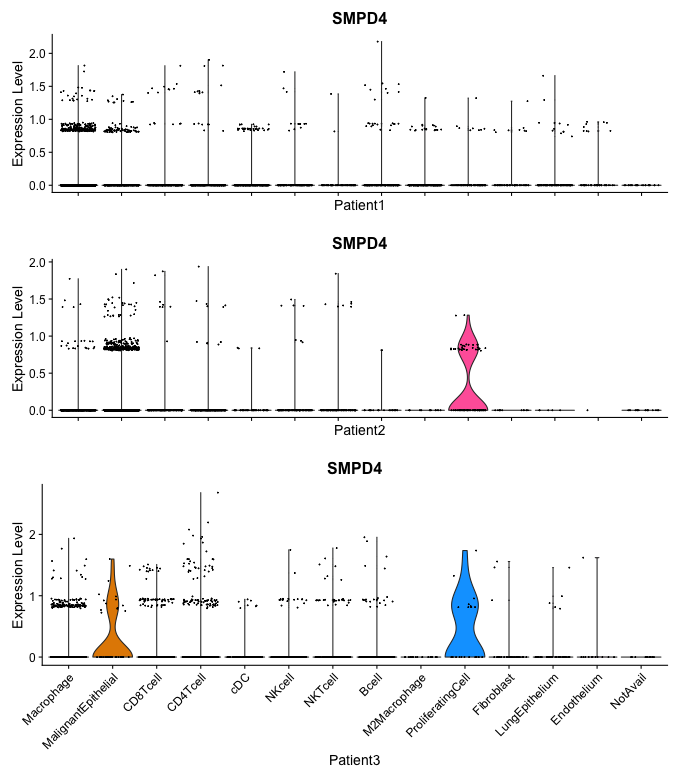 SMPD4
Expression Level
2.0
1.5
1.0
0.5
0.0
Patient1
SMPD4
Expression Level
2.0
1.5
1.0
0.5
0.0
Patient2
SMPD4
Expression Level
2
1
0
Macrophage
MalignantEpithelial
CD8Tcell
CD4Tcell
cDC
NKcell
NKTcell
Bcell
M2Macrophage
ProliferatingCell
Fibroblast
LungEpithelium
Endothelium
NotAvail
Patient3